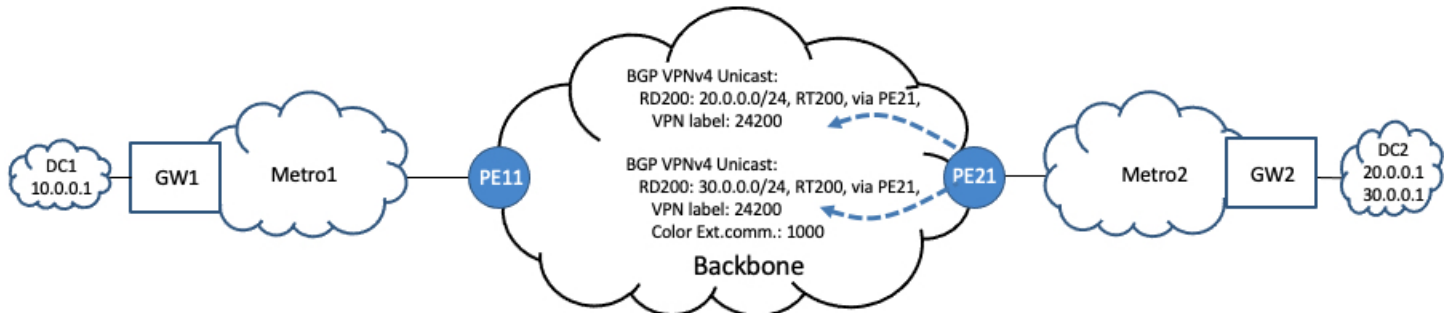 DC1
10.0.0.1
GW1
Metro1
PE11
BGP VPNv4 Unicast:
RD200: 20.0.0.0/24, RT200, via PE21,
VPN label: 24200
BGP VPNv4 Unicast:
RD200: 30.0.0.0/24, RT200, via PE21,
VPN label: 24200
Color Ext.comm.: 1000
Backbone
PE21
Metro2
GW2
DC2
20.0.0.1
30.0.0.1